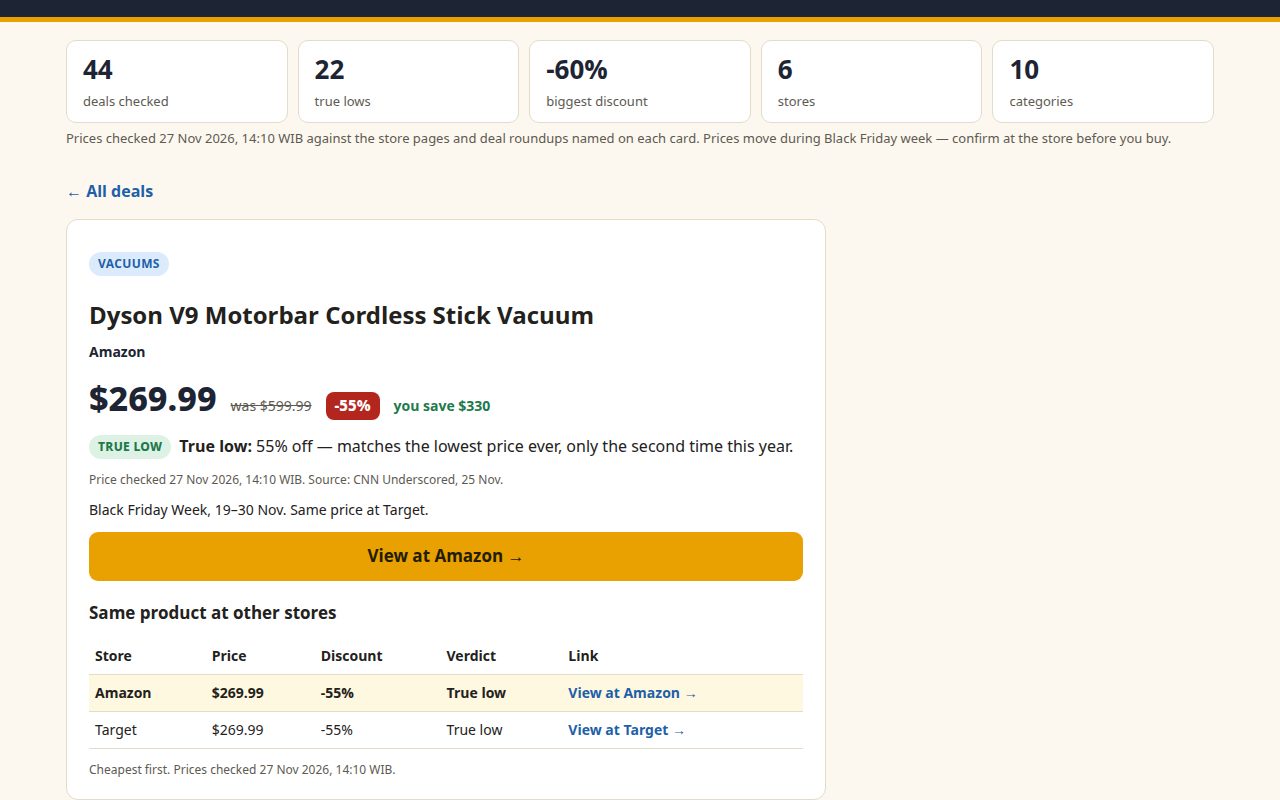 44
deals checked
22
true lows
-60%
biggest discount
6
stores
10
categories
Prices checked 27 Nov 2026, 14:10 WIB against the store pages and deal roundups named on each card. Prices move during Black Friday week — confirm at the store before you buy.
← All deals
VACUUMS
Dyson V9 Motorbar Cordless Stick Vacuum
Amazon
$269.99 was $599.99 -55% you save $330
TRUE LOW True low: 55% off — matches the lowest price ever, only the second time this year.
Price checked 27 Nov 2026, 14:10 WIB. Source: CNN Underscored, 25 Nov.
Black Friday Week, 19–30 Nov. Same price at Target.
View at Amazon →
Same product at other stores
Store Price Discount Verdict Link
Amazon $269.99 -55% True low View at Amazon →
Target $269.99 -55% True low View at Target →
Cheapest first. Prices checked 27 Nov 2026, 14:10 WIB.